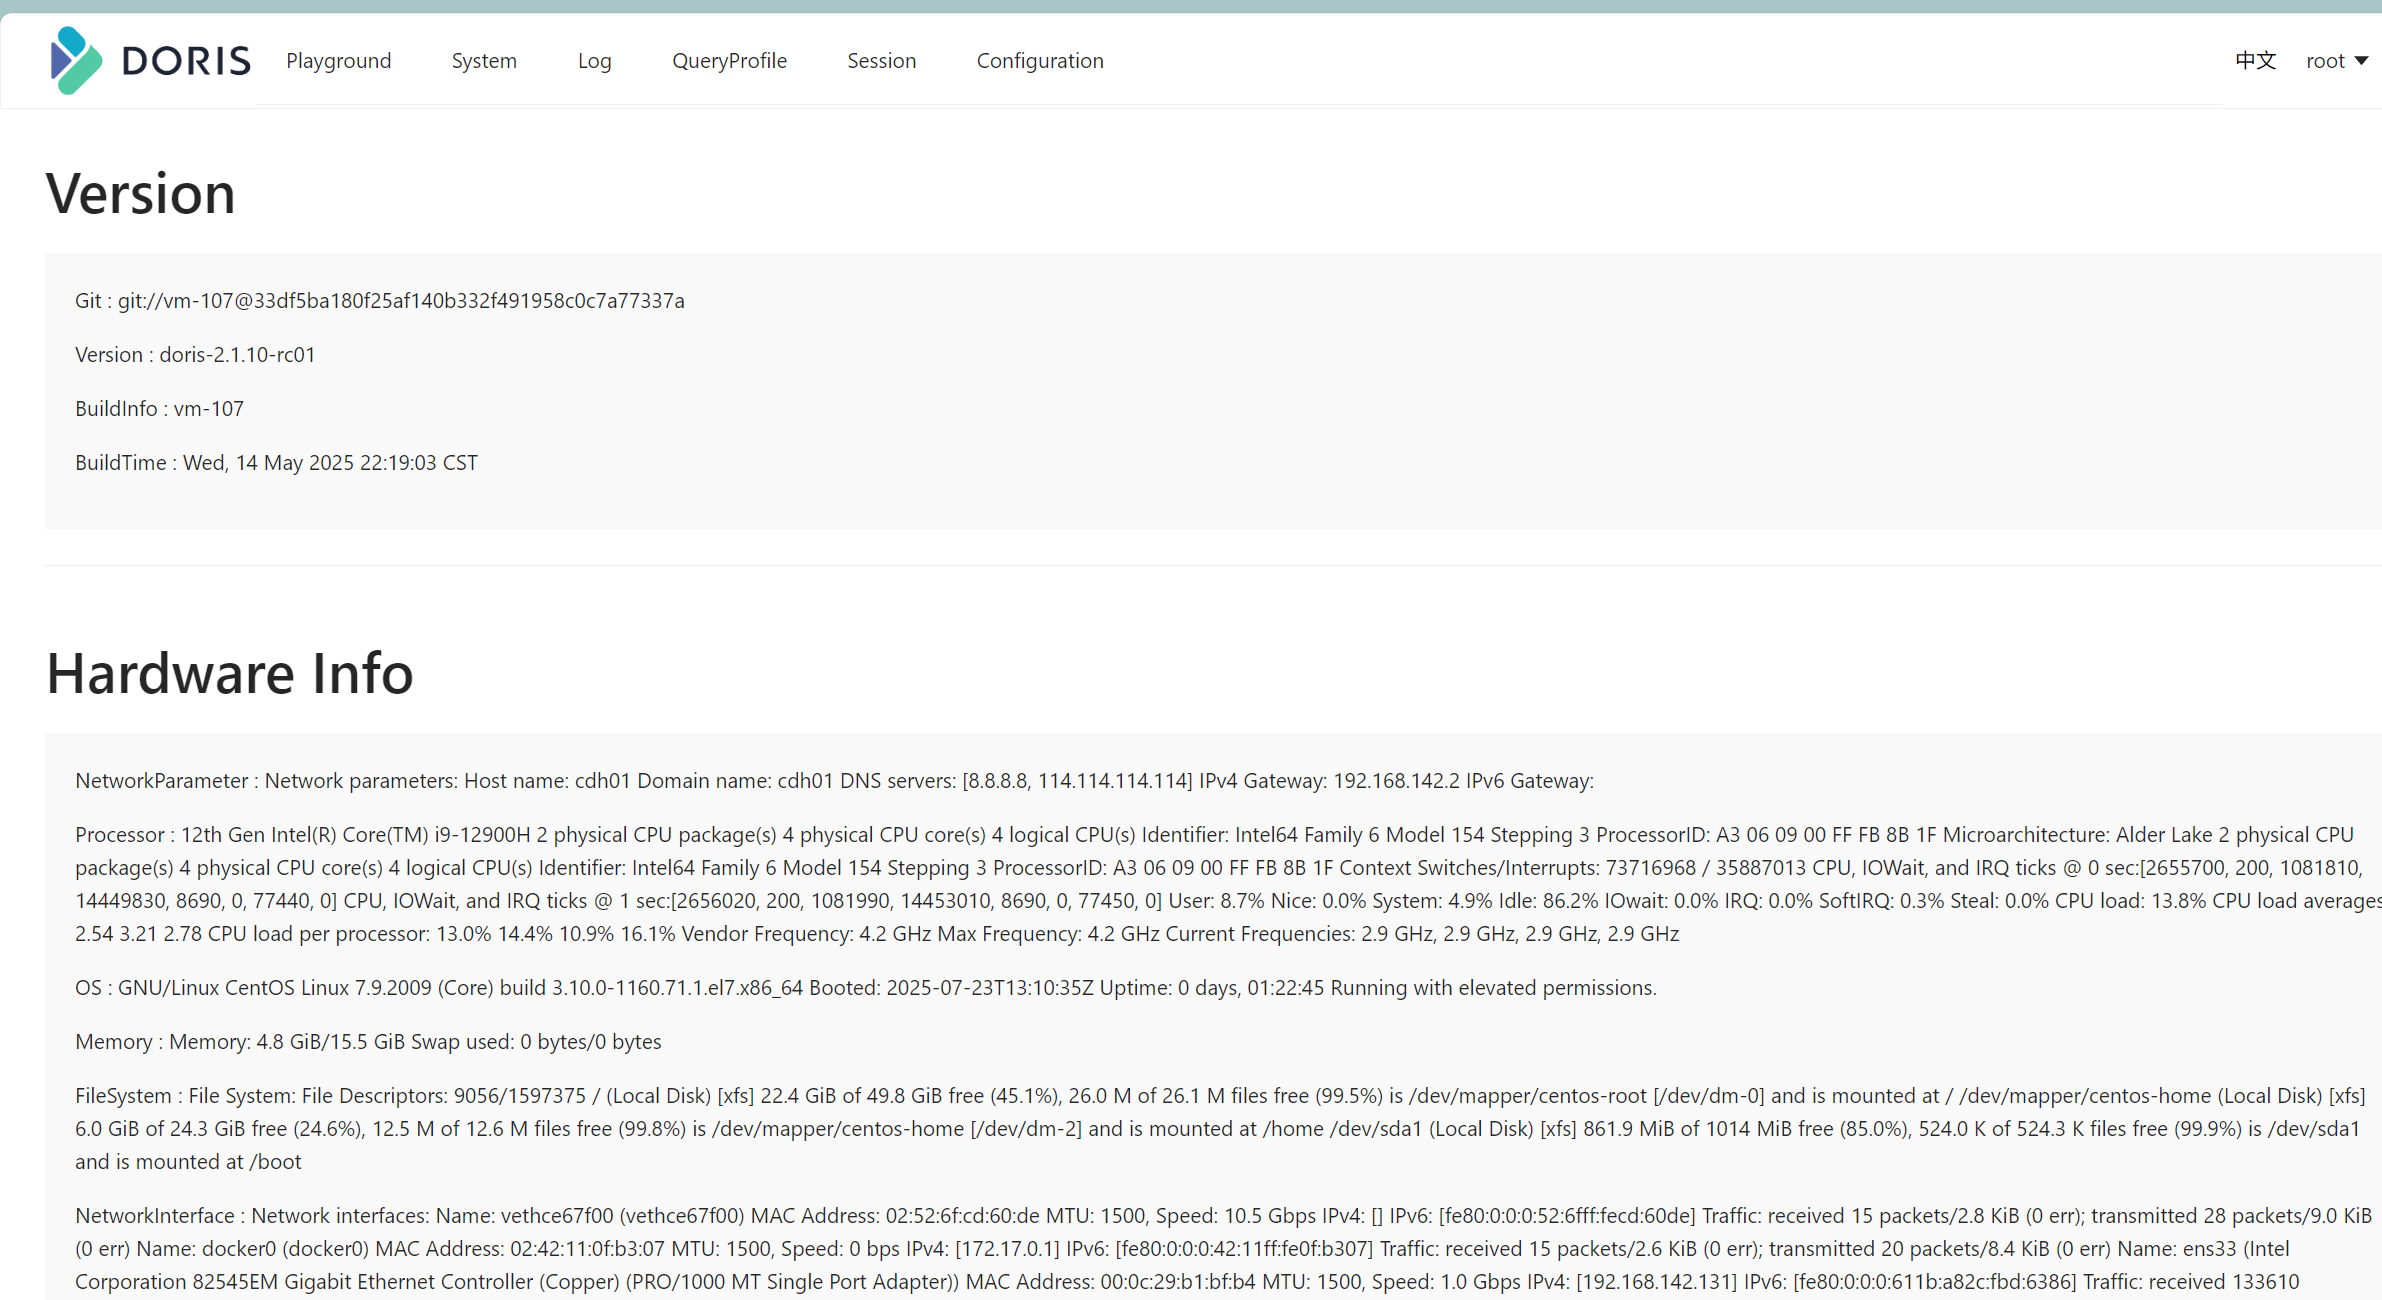 DORIS Playground System Log QueryProfile Session Configuration 中文 root
Version
Git : git://vm-107@33df5ba180f25af140b332f491958c0c7a77337a
Version : doris-2.1.10-rc01
BuildInfo : vm-107
BuildTime : Wed, 14 May 2025 22:19:03 CST
Hardware Info
NetworkParameter : Network parameters: Host name: cdh01 Domain name: cdh01 DNS servers: [8.8.8.8, 114.114.114.114] IPv4 Gateway: 192.168.142.2 IPv6 Gateway:
Processor : 12th Gen Intel(R) Core(TM) i9-12900H 2 physical CPU package(s) 4 physical CPU core(s) 4 logical CPU(s) Identifier: Intel64 Family 6 Model 154 Stepping 3 ProcessorID: A3 06 09 00 FF FB 8B 1F Microarchitecture: Alder Lake 2 physical CPU
package(s) 4 physical CPU core(s) 4 logical CPU(s) Identifier: Intel64 Family 6 Model 154 Stepping 3 ProcessorID: A3 06 09 00 FF FB 8B 1F Context Switches/Interrupts: 73716968 / 35887013 CPU, IOWait, and IRQ ticks @ 0 sec:[2655700, 200, 1081810,
14449830, 8690, 0, 77440, 0] CPU, IOWait, and IRQ ticks @ 1 sec:[2656020, 200, 1081990, 14453010, 8690, 0, 77450, 0] User: 8.7% Nice: 0.0% System: 4.9% Idle: 86.2% IOwait: 0.0% IRQ: 0.0% SoftIRQ: 0.3% Steal: 0.0% CPU load: 13.8% CPU load averages
2.54 3.21 2.78 CPU load per processor: 13.0% 14.4% 10.9% 16.1% Vendor Frequency: 4.2 GHz Max Frequency: 4.2 GHz Current Frequencies: 2.9 GHz, 2.9 GHz, 2.9 GHz, 2.9 GHz
OS : GNU/Linux CentOS Linux 7.9.2009 (Core) build 3.10.0-1160.71.1.el7.x86_64 Booted: 2025-07-23T13:10:35Z Uptime: 0 days, 01:22:45 Running with elevated permissions.
Memory : Memory: 4.8 GiB/15.5 GiB Swap used: 0 bytes/0 bytes
FileSystem : File System: File Descriptors: 9056/1597375 / (Local Disk) [xfs] 22.4 GiB of 49.8 GiB free (45.1%), 26.0 M of 26.1 M files free (99.5%) is /dev/mapper/centos-root [/dev/dm-0] and is mounted at / /dev/mapper/centos-home (Local Disk) [xfs]
6.0 GiB of 24.3 GiB free (24.6%), 12.5 M of 12.6 M files free (99.8%) is /dev/mapper/centos-home [/dev/dm-2] and is mounted at /home /dev/sda1 (Local Disk) [xfs] 861.9 MiB of 1014 MiB free (85.0%), 524.0 K of 524.3 K files free (99.9%) is /dev/sda1
and is mounted at /boot
NetworkInterface : Network interfaces: Name: vethce67f00 (vethce67f00) MAC Address: 02:52:6f:cd:60:de MTU: 1500, Speed: 10.5 Gbps IPv4: [] IPv6: [fe80:0:0:0:52:6fff:fecd:60de] Traffic: received 15 packets/2.8 KiB (0 err); transmitted 28 packets/9.0 KiB
(0 err) Name: docker0 (docker0) MAC Address: 02:42:11:0f:b3:07 MTU: 1500, Speed: 0 bps IPv4: [172.17.0.1] IPv6: [fe80:0:0:0:42:11ff:fe0f:b307] Traffic: received 15 packets/2.6 KiB (0 err); transmitted 20 packets/8.4 KiB (0 err) Name: ens33 (Intel
Corporation 82545EM Gigabit Ethernet Controller (Copper) (PRO/1000 MT Single Port Adapter)) MAC Address: 00:0c:29:b1:bf:b4 MTU: 1500, Speed: 1.0 Gbps IPv4: [192.168.142.131] IPv6: [fe80:0:0:0:611b:a82c:fbd:6386] Traffic: received 133610